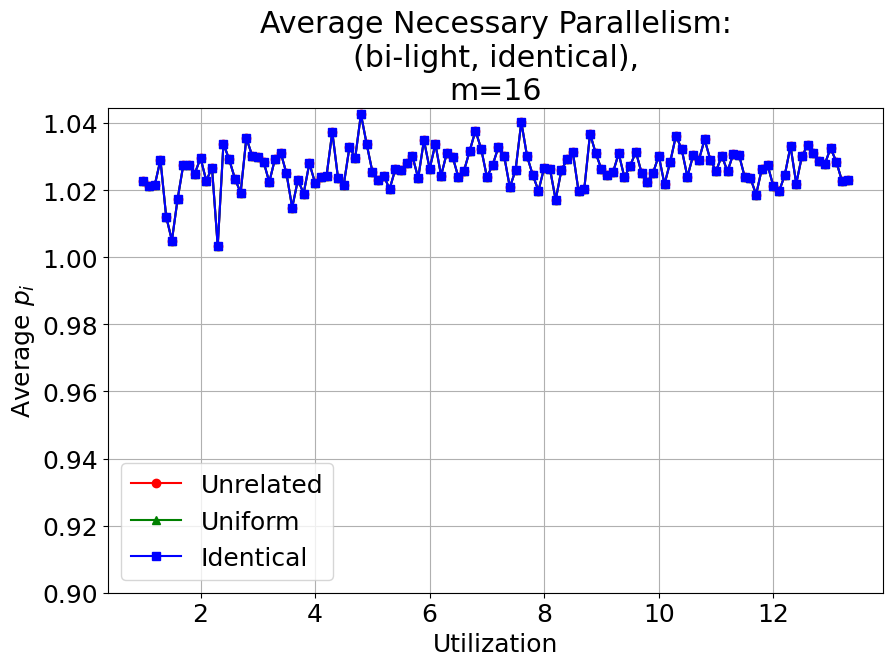 Average Necessary Parallelism:
(bi-light, identical),
m=16
1.04
1.02
1.00
0.98
0.96
0.94
0.92
0.90
Average p_i
Unrelated
Uniform
Identical
2 4 6 8 10 12
Utilization